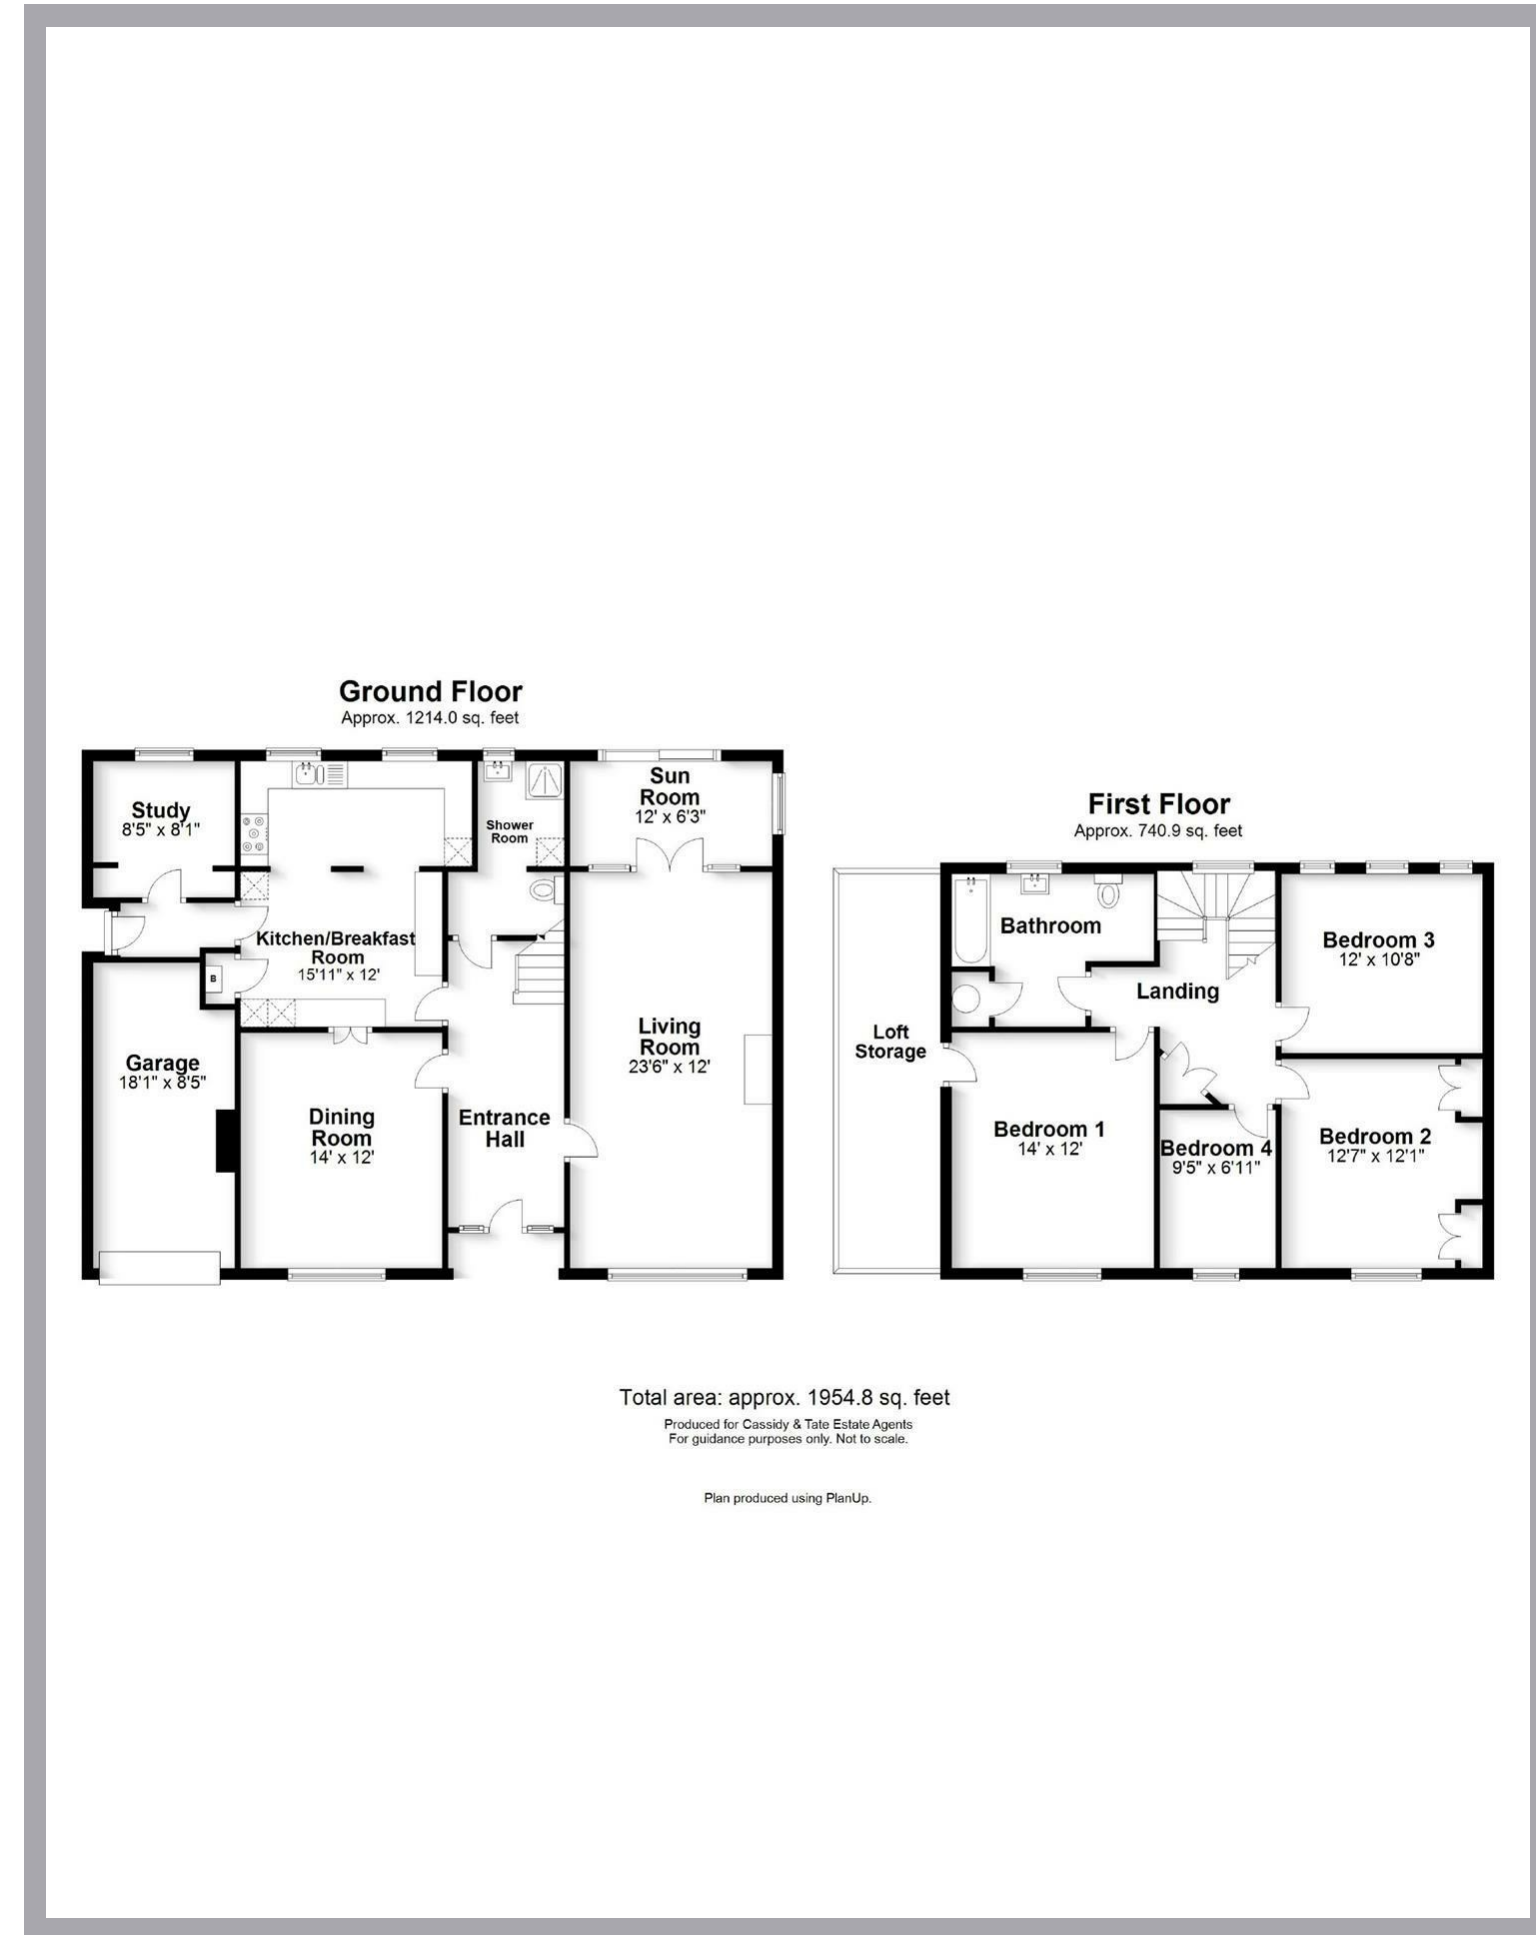 Ground Floor
Approx. 1214.0 sq. feet
Study
8'5" x 8'1"
Sun
Room
12' x 6'3"
Shower
Room
Kitchen/Breakfast
Room
15'11" x 12'
B
Garage
18'1" x 8'5"
Dining
Room
14' x 12'
Entrance
Hall
Living
Room
23'6" x 12'
First Floor
Approx. 740.9 sq. feet
Bathroom
Bedroom 3
12' x 10'8"
Landing
Loft
Storage
Bedroom 1
14' x 12'
Bedroom 4
9'5" x 6'11"
Bedroom 2
12'7" x 12'1"
Total area: approx. 1954.8 sq. feet
Produced for Cassidy & Tate Estate Agents
For guidance purposes only. Not to scale.
Plan produced using PlanUp.